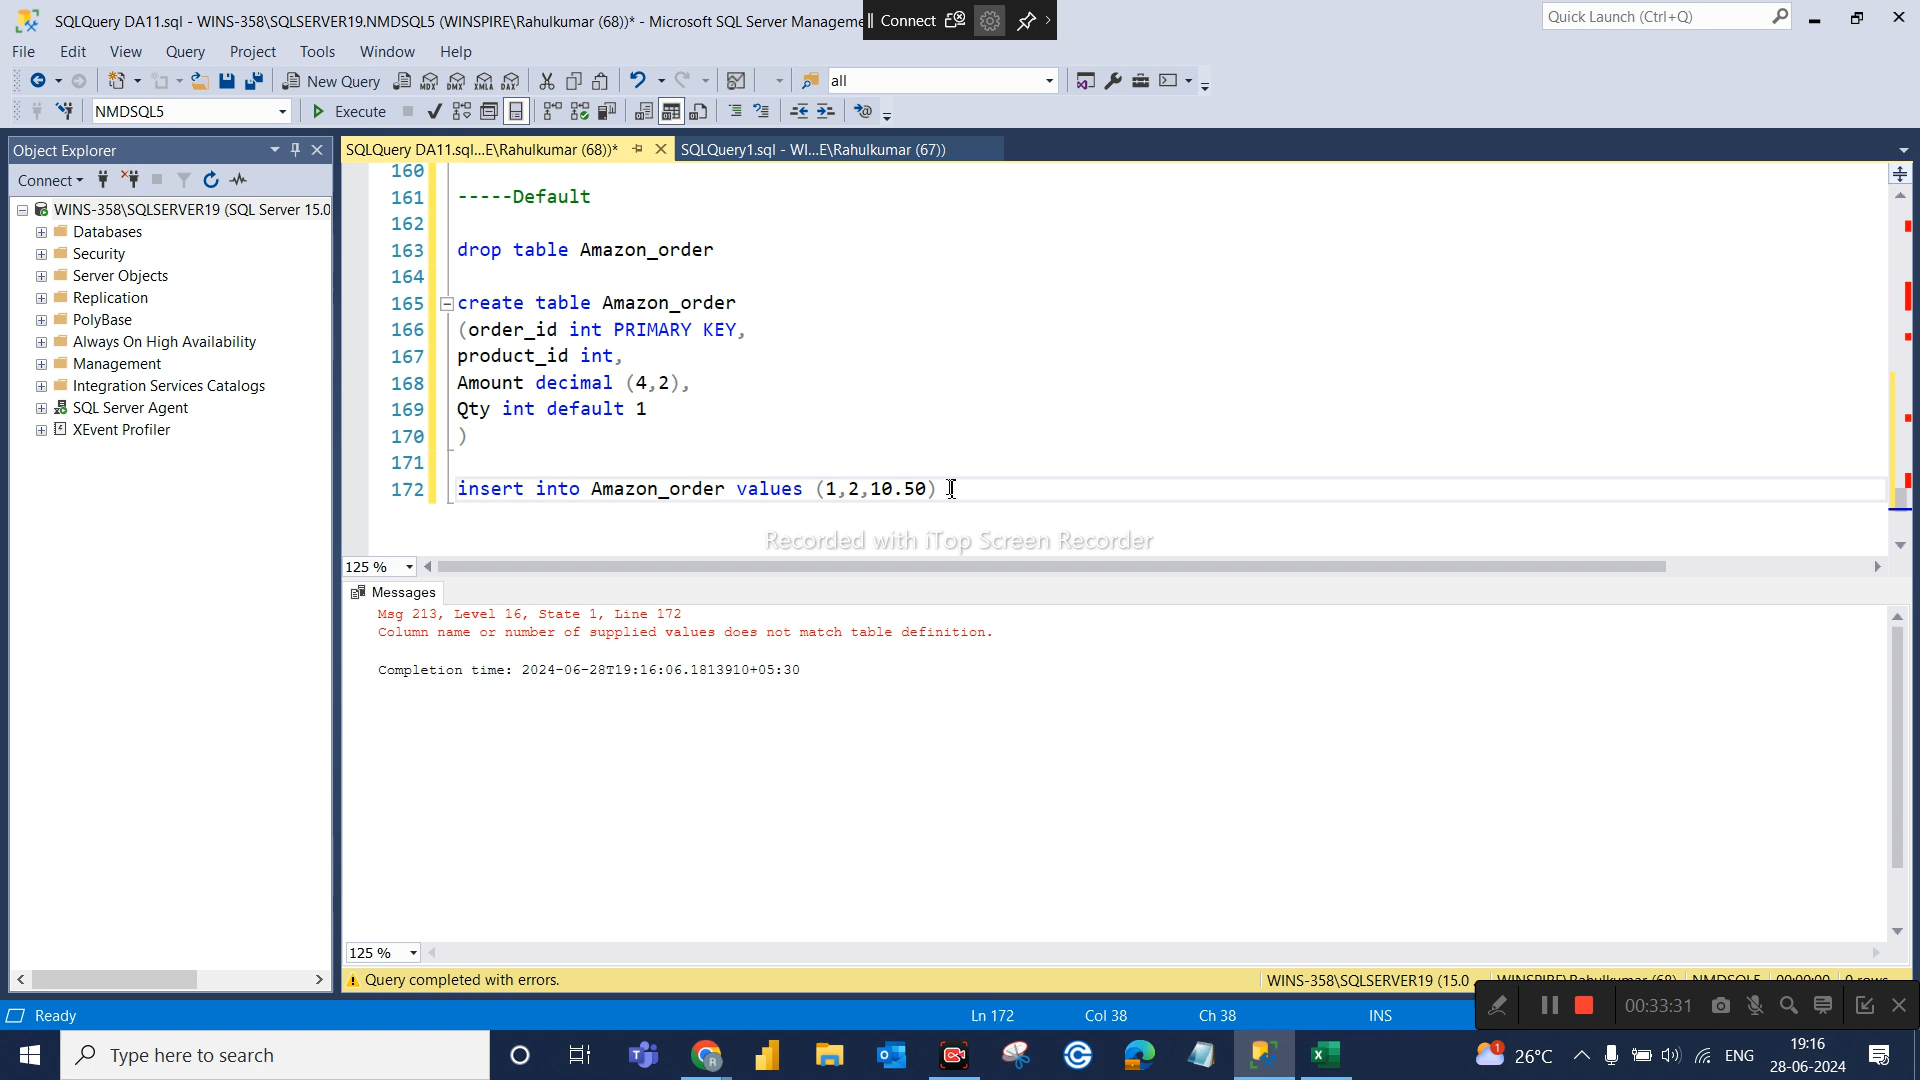 SQLQuery DA11.sql - WINS-358\SQLSERVER19.NMDSQL5 (WINSPIRE\Rahulkumar (68))* - Microsoft SQL Server Manageme
Connect
Quick Launch (Ctrl+Q)
File Edit View Query Project Tools Window Help
New Query
MDX DMX XMLA DAX
all
NMDSQL5
Execute
Object Explorer
SQLQuery DA11.sql...E\Rahulkumar (68))*
SQLQuery1.sql - WI...E\Rahulkumar (67))
Connect
WINS-358\SQLSERVER19 (SQL Server 15.0
Databases
Security
Server Objects
Replication
PolyBase
Always On High Availability
Management
Integration Services Catalogs
SQL Server Agent
XEvent Profiler
160
161 -----Default
162
163 drop table Amazon_order
164
165 create table Amazon_order
166 (order_id int PRIMARY KEY,
167 product_id int,
168 Amount decimal (4,2),
169 Qty int default 1
170 )
171
172 insert into Amazon_order values (1,2,10.50)
Recorded with iTop Screen Recorder
125 %
Messages
Msg 213, Level 16, State 1, Line 172
Column name or number of supplied values does not match table definition.
Completion time: 2024-06-28T19:16:06.1813910+05:30
125 %
Query completed with errors.
WINS-358\SQLSERVER19 (15.0 ... WINSPIRE\Rahulkumar (68) NMDSQL5 00:00:00 0 rows
Ready
Ln 172 Col 38 Ch 38 INS
00:33:31
Type here to search
26°C
ENG
19:16
28-06-2024